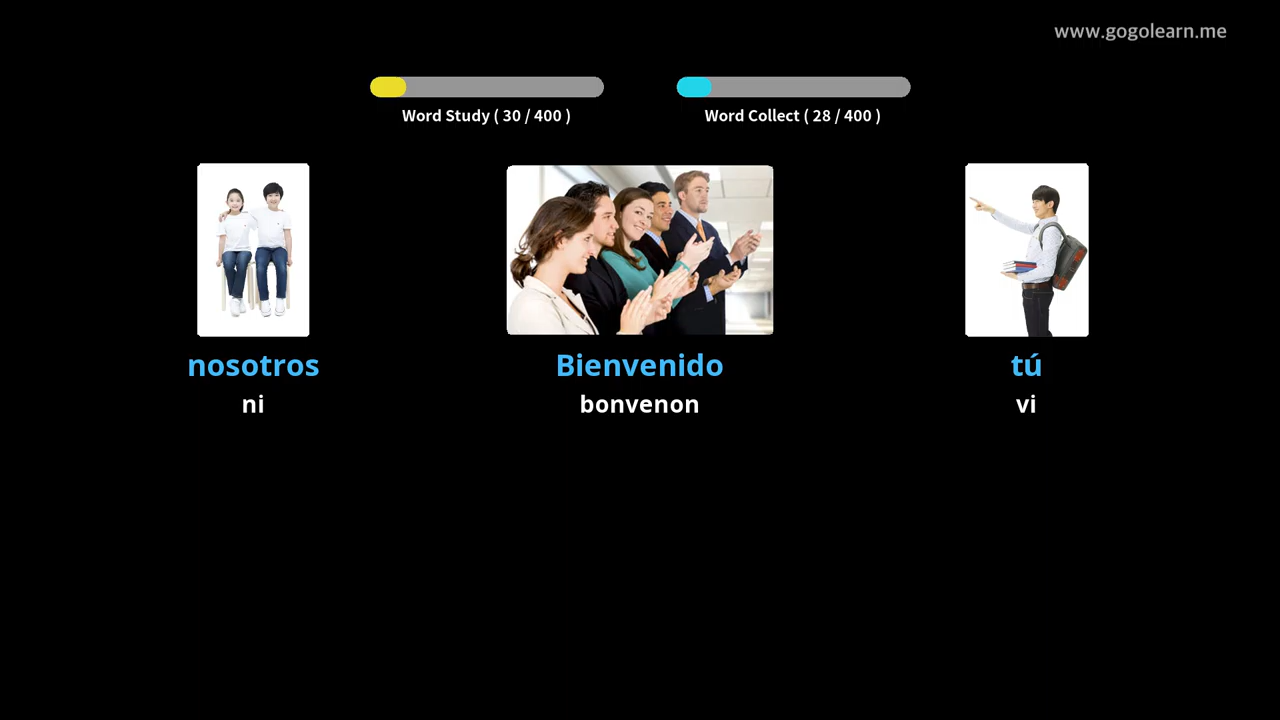 www.gogolearn.me
Word Study ( 30 / 400 )
Word Collect ( 28 / 400 )
nosotros
ni
Bienvenido
bonvenon
tú
vi